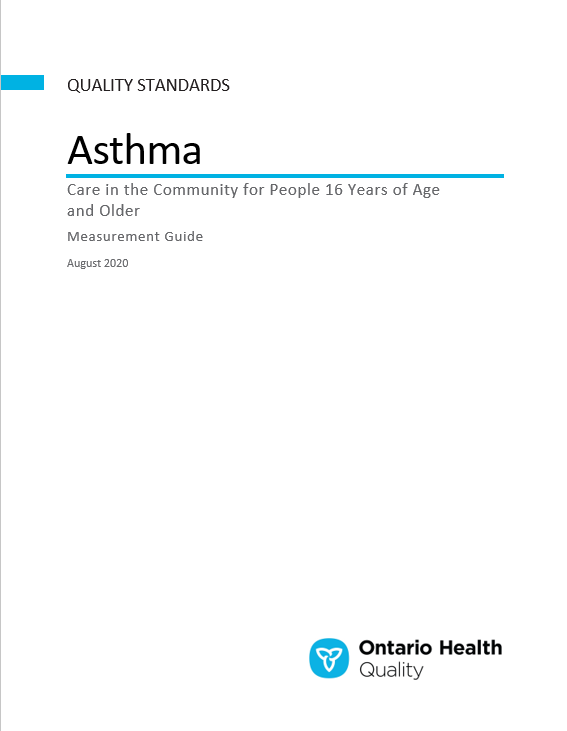 QUALITY STANDARDS
Asthma
Care in the Community for People 16 Years of Age
and Older
Measurement Guide
August 2020
Ontario Health
Quality